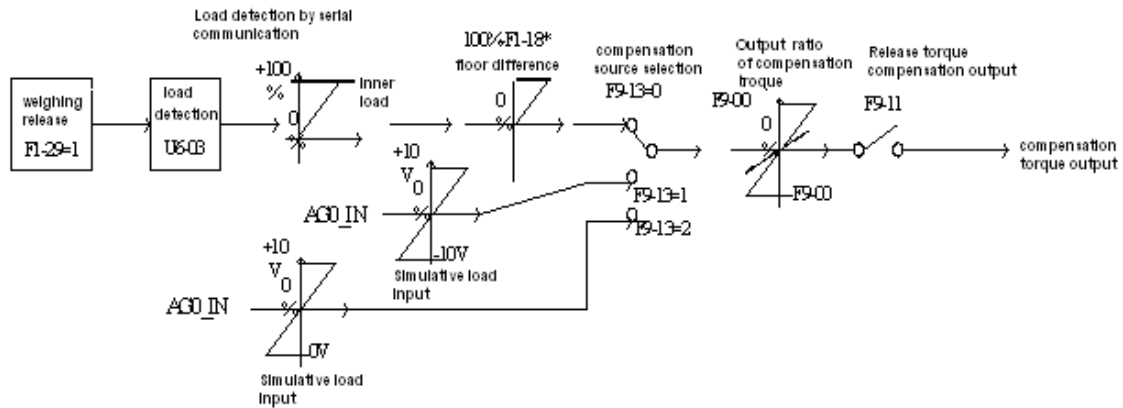 Load detection by serial
communication
+100
%
0
%
Inner
load
weighing
release
F1-29=1
load
detection
U6-03
100%F1-18*
floor difference
0
%
compensation
source selection
F9-13=0
Output ratio
of compensation
troque
F9-00
0
%
F9-00
Release torque
compensation output
F9-11
compensation
torque output
+10
V
0
%
AG0_IN
-10V
Simulative load
input
F9-13=1
F9-13=2
+10
V
0
%
AG0_IN
0V
Simulative load
input